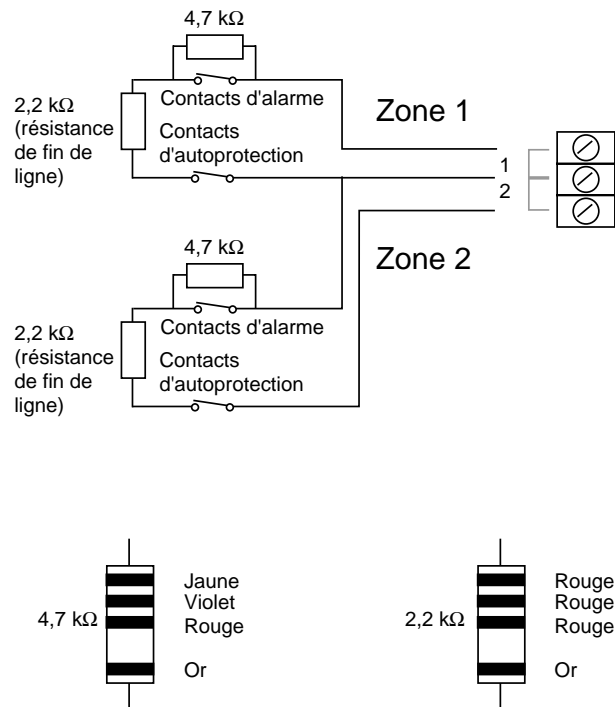 4,7 kΩ
2,2 kΩ
(résistance
de fin de
ligne)
Contacts d'alarme
Contacts
d'autoprotection
Zone 1
1
2
4,7 kΩ
Zone 2
2,2 kΩ
(résistance
de fin de
ligne)
Contacts d'alarme
Contacts
d'autoprotection
4,7 kΩ
Jaune
Violet
Rouge
Or
2,2 kΩ
Rouge
Rouge
Rouge
Or